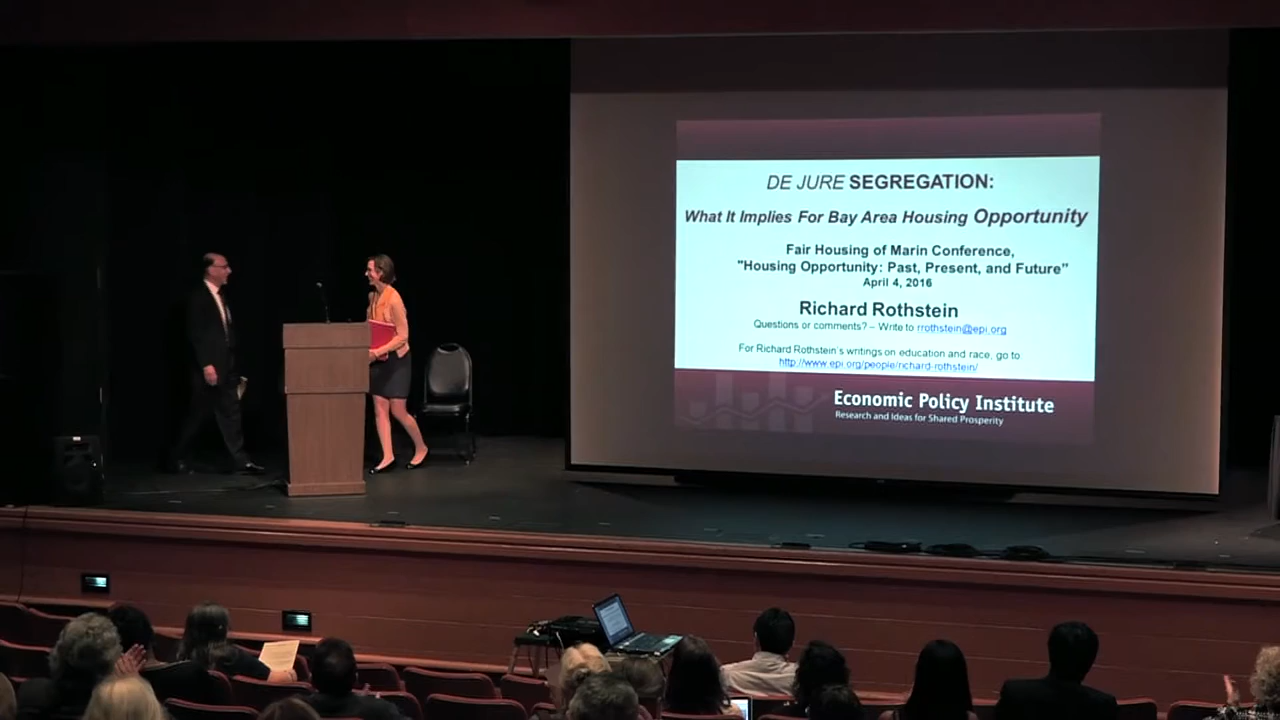 DE JURE SEGREGATION:
What It Implies For Bay Area Housing Opportunity
Fair Housing of Marin Conference,
"Housing Opportunity: Past, Present, and Future"
April 4, 2016
Richard Rothstein
Questions or comments? – Write to rrothstein@epi.org
For Richard Rothstein's writings on education and race, go to
http://www.epi.org/people/richard-rothstein/
Economic Policy Institute
Research and Ideas for Shared Prosperity